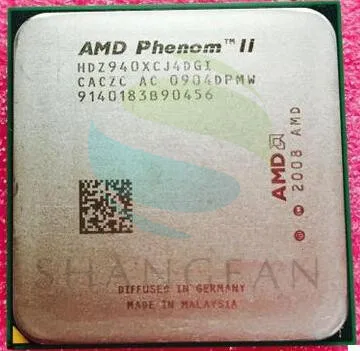 AMD Phenom™ II
HDZ940XCJ4DGI
CACZC AC 0904DPMW
9140183B90456
AMD
© M 2008 AMD
SHANGFAN
DIFFUSED IN GERMANY
MADE IN MALAYSIA